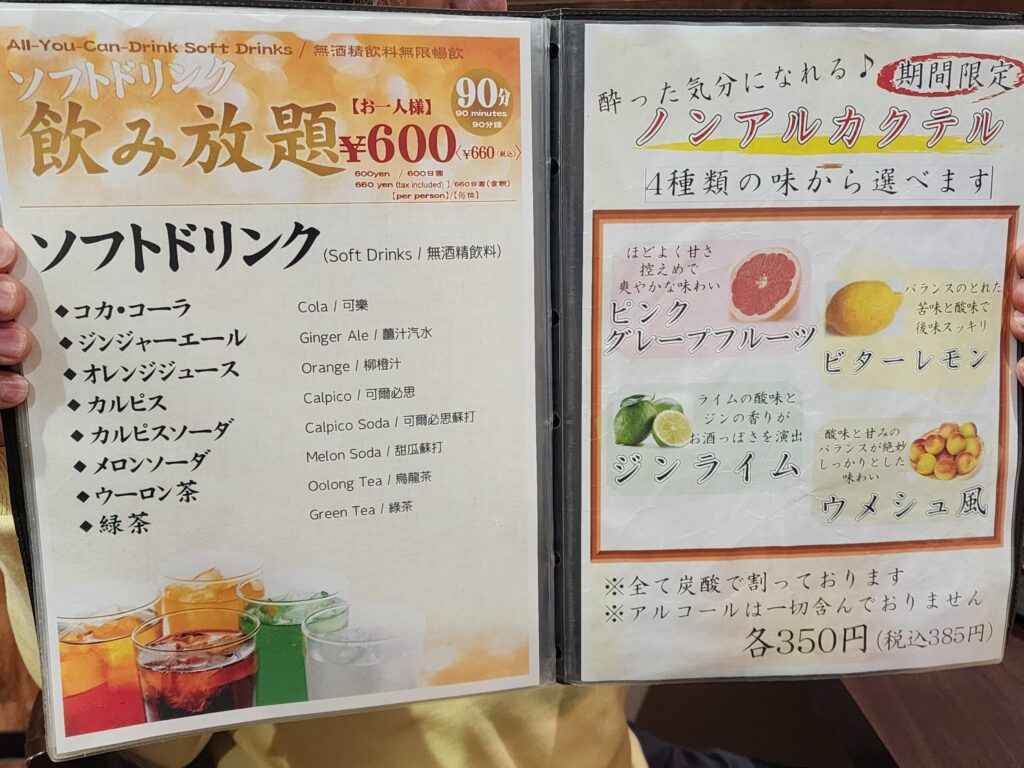 All-You-Can-Drink Soft Drinks / 無酒精飲料無限暢飲
ソフトドリンク
飲み放題
【お一人様】
¥600
〈¥660(税込)〉
90分
90 minutes
90分鐘
600yen / 600日圓
660 yen (tax included) 】/660日圓(含稅)
【per person】/【每位】
ソフトドリンク(Soft Drinks / 無酒精飲料)
◆コカ・コーラ Cola / 可樂
◆ジンジャーエール Ginger Ale / 薑汁汽水
◆オレンジジュース Orange / 柳橙汁
◆カルピス Calpico / 可爾必思
◆カルピスソーダ Calpico Soda / 可爾必思蘇打
◆メロンソーダ Melon Soda / 甜瓜蘇打
◆ウーロン茶 Oolong Tea / 烏龍茶
◆緑茶 Green Tea / 綠茶
酔った気分になれる♪
期間限定
ノンアルカクテル
4種類の味から選べます
ほどよく甘さ
控えめで
爽やかな味わい
ピンク
グレープフルーツ
バランスのとれた
苦味と酸味で
後味スッキリ
ビターレモン
ライムの酸味と
ジンの香りが
お酒っぽさを演出
ジンライム
酸味と甘みの
バランスが絶妙
しっかりとした
味わい
ウメシュ風
※全て炭酸で割っております
※アルコールは一切含んでおりません
各350円(税込385円)